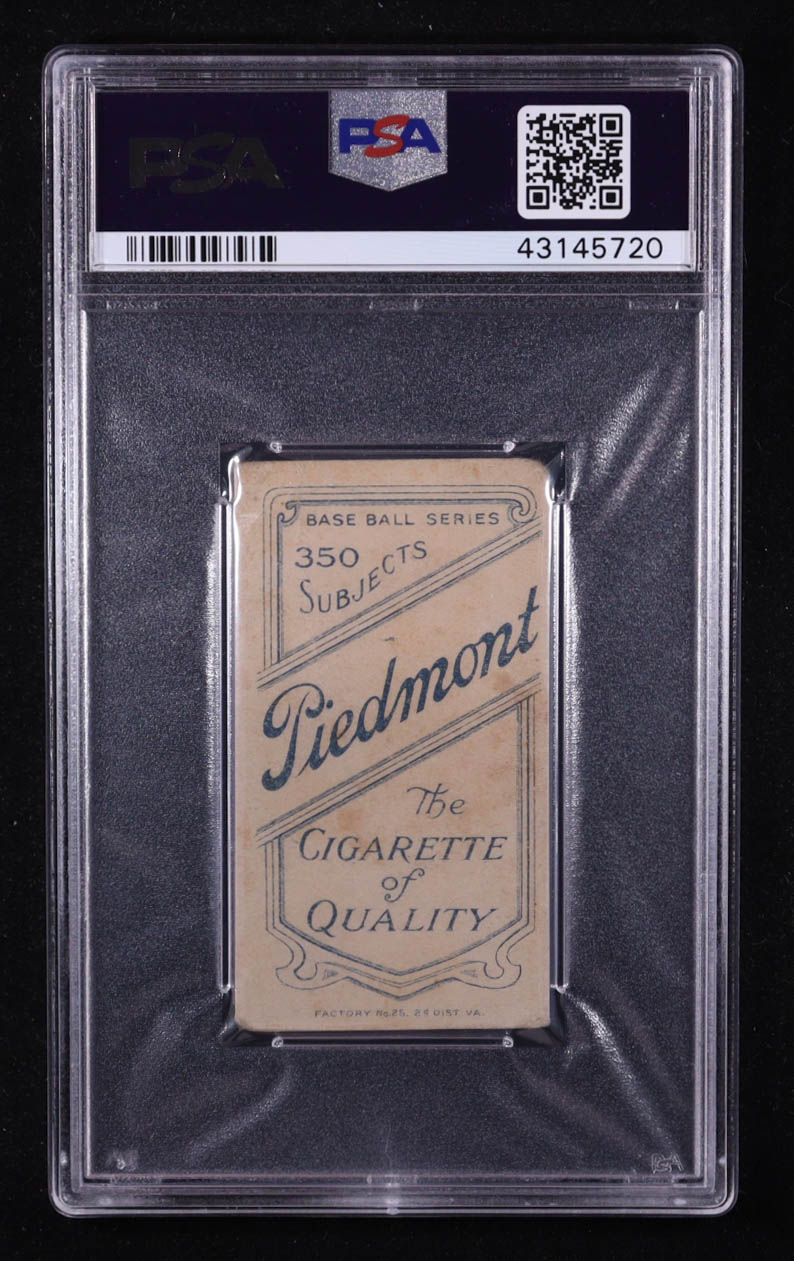 PSA
PSA
43145720
BASE BALL SERIES
350
SUBJECTS
Piedmont
The
CIGARETTE
of
QUALITY
FACTORY No. 25, 2d DIST. VA.
PSA